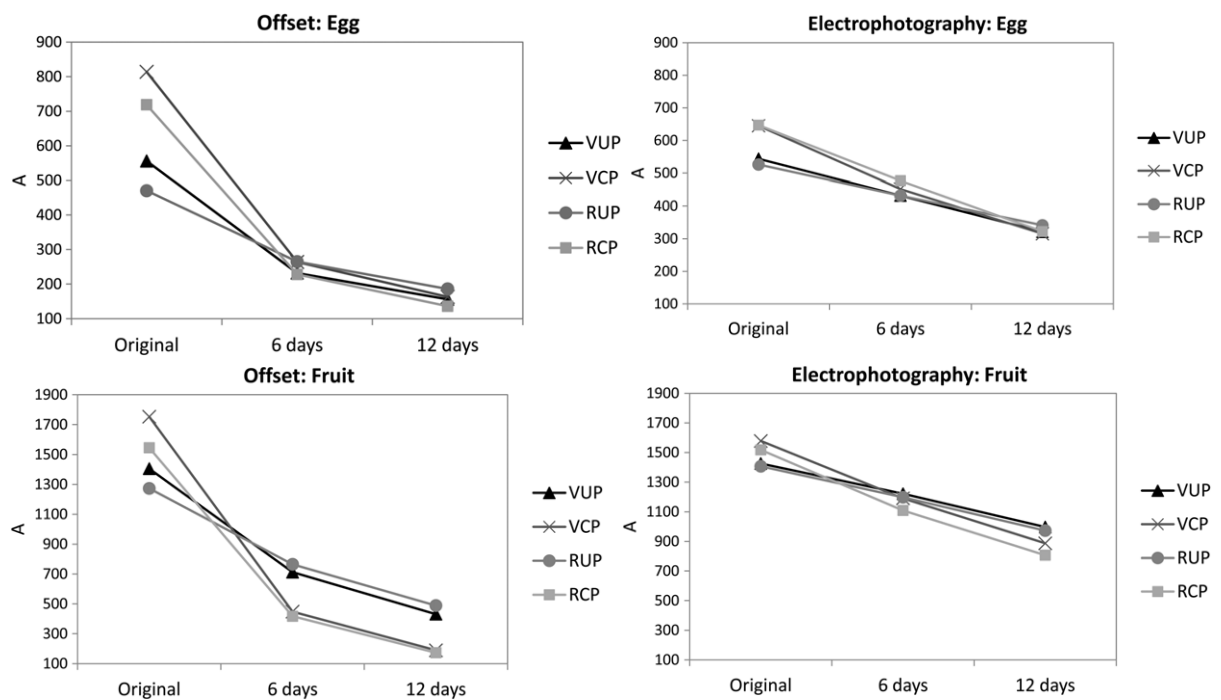 Offset: Egg
900
800
700
600
500
400
300
200
100
A
Original 6 days 12 days
VUP
VCP
RUP
RCP
Electrophotography: Egg
900
800
700
600
500
400
300
200
100
A
Original 6 days 12 days
VUP
VCP
RUP
RCP
Offset: Fruit
1900
1700
1500
1300
1100
900
700
500
300
100
A
Original 6 days 12 days
VUP
VCP
RUP
RCP
Electrophotography: Fruit
1900
1700
1500
1300
1100
900
700
500
300
100
A
Original 6 days 12 days
VUP
VCP
RUP
RCP